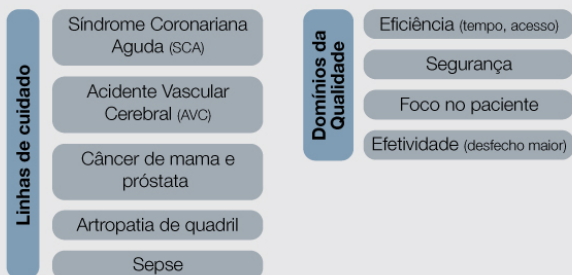 Linhas de cuidado
Síndrome Coronariana
Aguda (SCA)
Acidente Vascular
Cerebral (AVC)
Câncer de mama e
próstata
Artropatia de quadril
Sepse
Domínios da
Qualidade
Eficiência (tempo, acesso)
Segurança
Foco no paciente
Efetividade (desfecho maior)